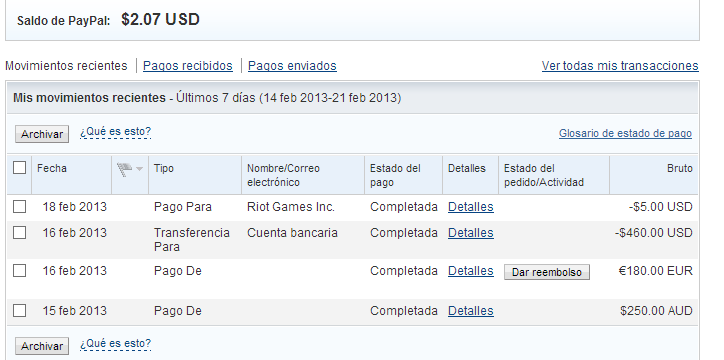 Saldo de PayPal: $2.07 USD
Movimientos recientes | Pagos recibidos | Pagos enviados Ver todas mis transacciones
Mis movimientos recientes - Últimos 7 días (14 feb 2013-21 feb 2013)
Archivar ¿Qué es esto? Glosario de estado de pago
Fecha Tipo Nombre/Correo electrónico Estado del pago Detalles Estado del pedido/Actividad Bruto
18 feb 2013 Pago Para Riot Games Inc. Completada Detalles -$5.00 USD
16 feb 2013 Transferencia Para Cuenta bancaria Completada Detalles -$460.00 USD
16 feb 2013 Pago De Completada Detalles Dar reembolso €180.00 EUR
15 feb 2013 Pago De Completada Detalles $250.00 AUD
Archivar ¿Qué es esto?